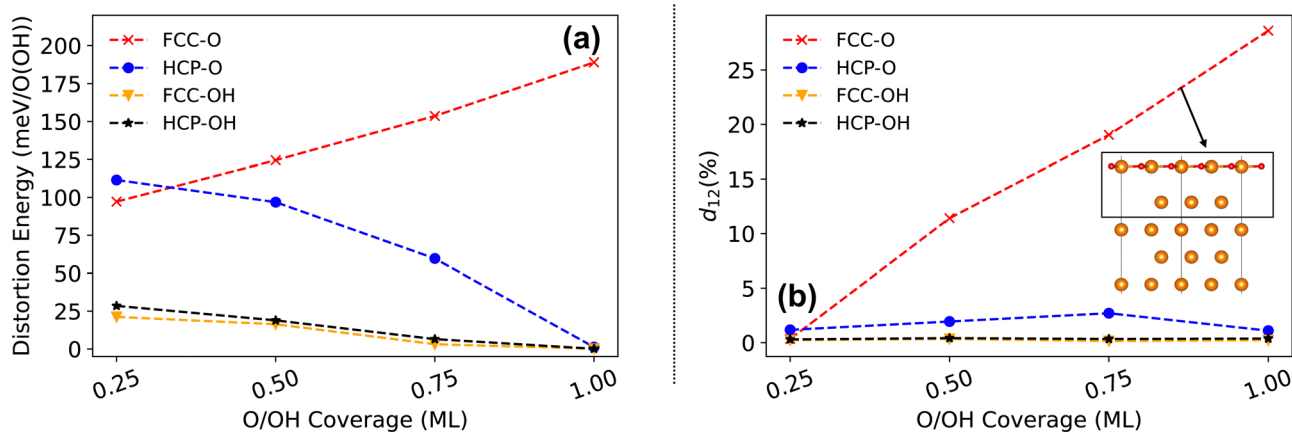 (a)
FCC-O
HCP-O
FCC-OH
HCP-OH
200
175
150
125
100
75
50
25
0
Distortion Energy (meV/O(OH))
0.25
0.50
0.75
1.00
O/OH Coverage (ML)
(b)
FCC-O
HCP-O
FCC-OH
HCP-OH
25
20
15
10
5
0
d12(%)
0.25
0.50
0.75
1.00
O/OH Coverage (ML)